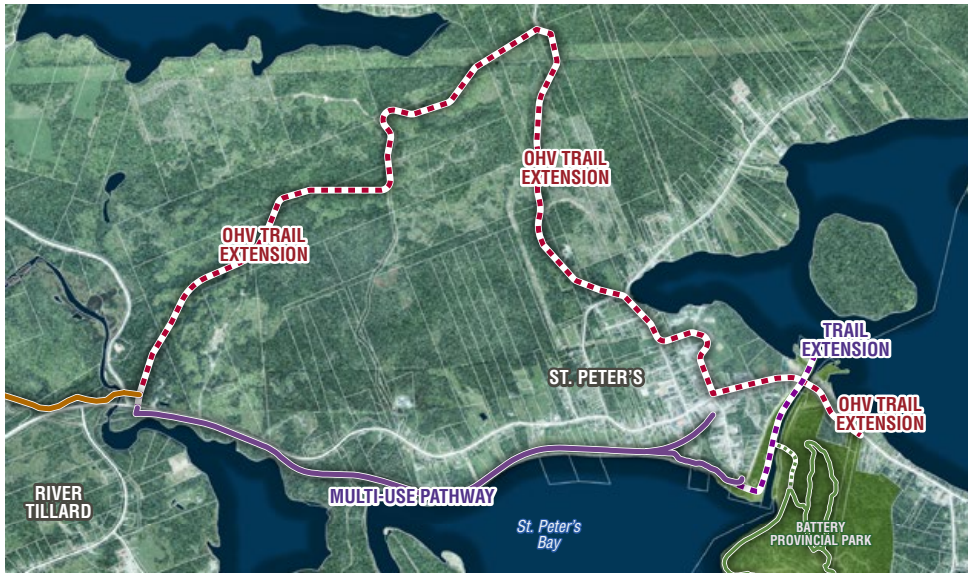 OHV TRAIL
EXTENSION
OHV TRAIL
EXTENSION
TRAIL
EXTENSION
ST. PETER'S
OHV TRAIL
EXTENSION
RIVER
TILLARD
MULTI-USE PATHWAY
St. Peter's
Bay
BATTERY
PROVINCIAL PARK